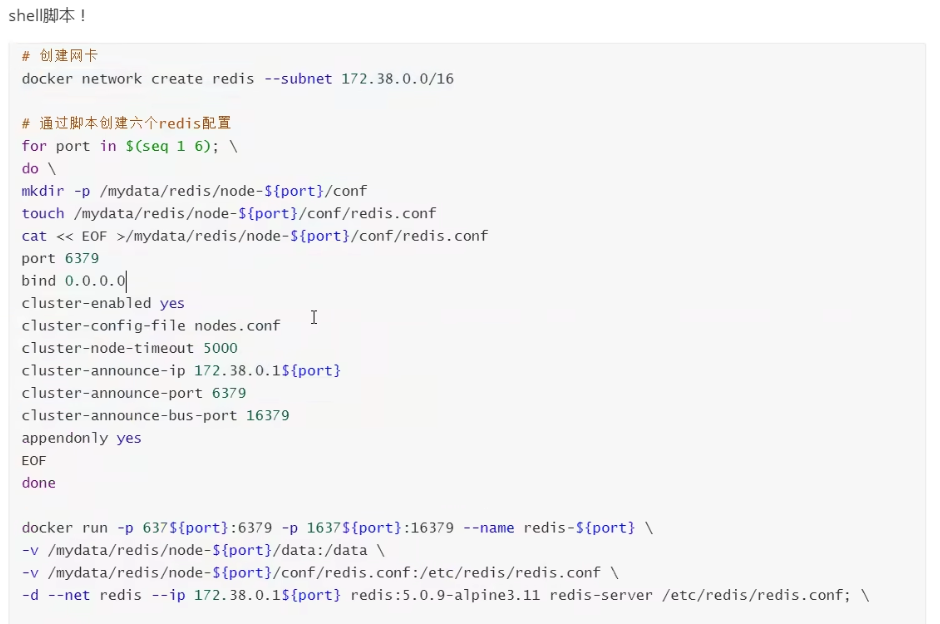 shell脚本！
# 创建网卡
docker network create redis --subnet 172.38.0.0/16
# 通过脚本创建六个redis配置
for port in $(seq 1 6); \
do \
mkdir -p /mydata/redis/node-${port}/conf
touch /mydata/redis/node-${port}/conf/redis.conf
cat << EOF >/mydata/redis/node-${port}/conf/redis.conf
port 6379
bind 0.0.0.0
cluster-enabled yes
cluster-config-file nodes.conf
cluster-node-timeout 5000
cluster-announce-ip 172.38.0.1${port}
cluster-announce-port 6379
cluster-announce-bus-port 16379
appendonly yes
EOF
done
docker run -p 637${port}:6379 -p 1637${port}:16379 --name redis-${port} \
-v /mydata/redis/node-${port}/data:/data \
-v /mydata/redis/node-${port}/conf/redis.conf:/etc/redis/redis.conf \
-d --net redis --ip 172.38.0.1${port} redis:5.0.9-alpine3.11 redis-server /etc/redis/redis.conf; \